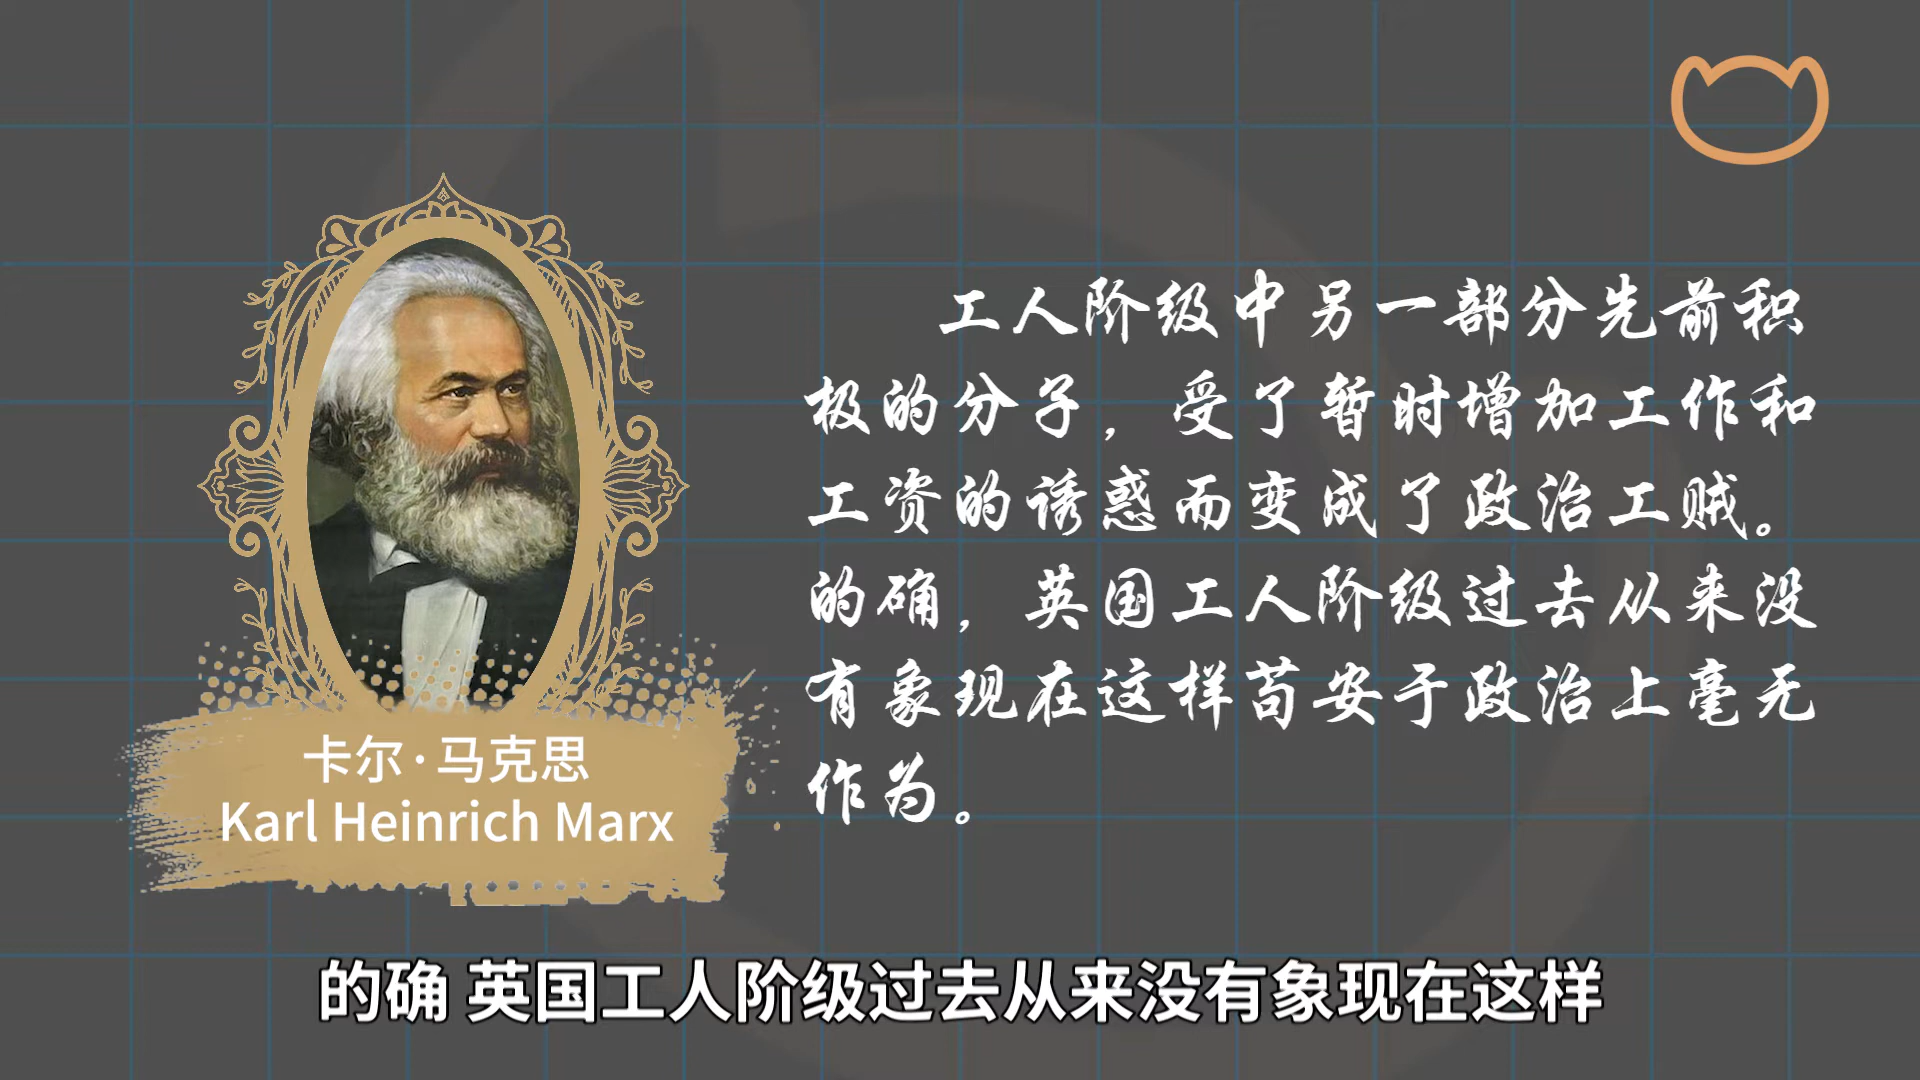 工人阶级中另一部分先前积
极的分子，受了暂时增加工作和
工资的诱惑而变成了政治工贼。
的确，英国工人阶级过去从来没
有象现在这样苟安于政治上毫无
作为。
卡尔·马克思
Karl Heinrich Marx
的确 英国工人阶级过去从来没有象现在这样